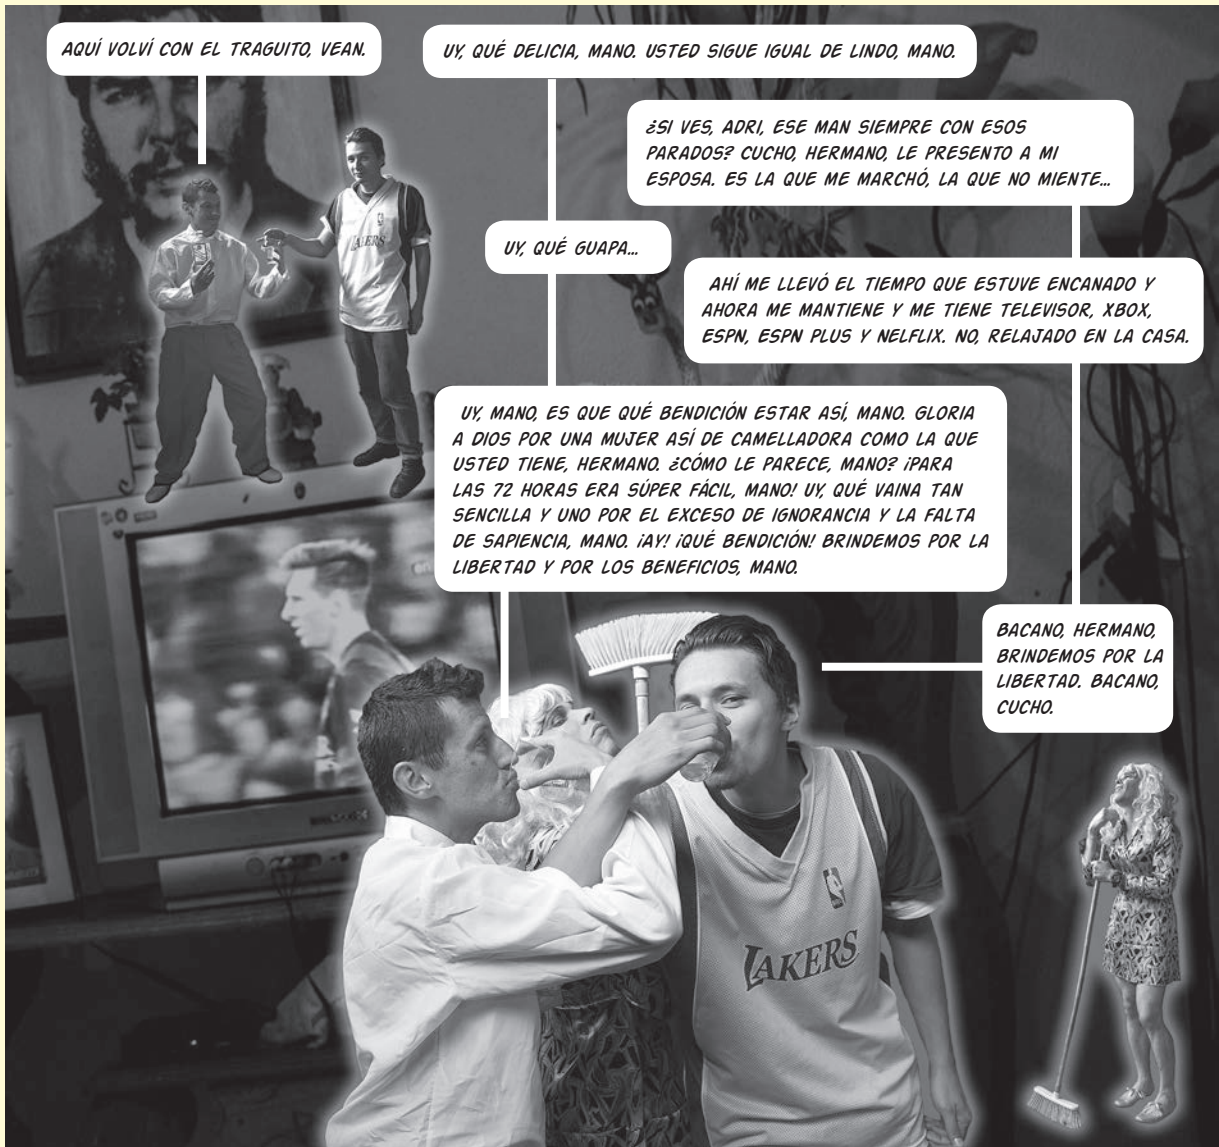 AQUÍ VOLVÍ CON EL TRAGUITO, VEAN.
UY, QUÉ DELICIA, MANO. USTED SIGUE IGUAL DE LINDO, MANO.
¿SI VES, ADRI, ESE MAN SIEMPRE CON ESOS
PARADOS? CUCHO, HERMANO, LE PRESENTO A MI
ESPOSA. ES LA QUE ME MARCHÓ, LA QUE NO MIENTE...
UY, QUÉ GUAPA...
AHÍ ME LLEVÓ EL TIEMPO QUE ESTUVE ENCANADO Y
AHORA ME MANTIENE Y ME TIENE TELEVISOR, XBOX,
ESPN, ESPN PLUS Y NELFLIX. NO, RELAJADO EN LA CASA.
UY, MANO, ES QUE QUÉ BENDICIÓN ESTAR ASÍ, MANO. GLORIA
A DIOS POR UNA MUJER ASÍ DE CAMELLADORA COMO LA QUE
USTED TIENE, HERMANO. ¿CÓMO LE PARECE, MANO? ¡PARA
LAS 72 HORAS ERA SÚPER FÁCIL, MANO! UY, QUÉ VAINA TAN
SENCILLA Y UNO POR EL EXCESO DE IGNORANCIA Y LA FALTA
DE SAPIENCIA, MANO. ¡AY! ¡QUÉ BENDICIÓN! BRINDEMOS POR LA
LIBERTAD Y POR LOS BENEFICIOS, MANO.
BACANO, HERMANO,
BRINDEMOS POR LA
LIBERTAD. BACANO,
CUCHO.
LAKERS
LAKERS